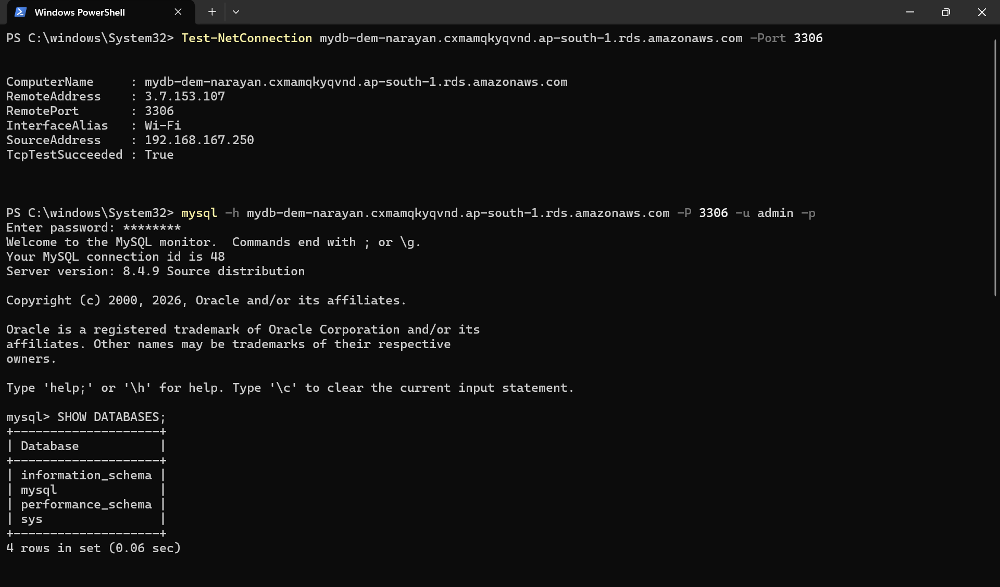 Windows PowerShell
PS C:\windows\System32> Test-NetConnection mydb-dem-narayan.cxmamqkyqvnd.ap-south-1.rds.amazonaws.com -Port 3306
ComputerName     : mydb-dem-narayan.cxmamqkyqvnd.ap-south-1.rds.amazonaws.com
RemoteAddress    : 3.7.153.107
RemotePort       : 3306
InterfaceAlias   : Wi-Fi
SourceAddress    : 192.168.167.250
TcpTestSucceeded : True
PS C:\windows\System32> mysql -h mydb-dem-narayan.cxmamqkyqvnd.ap-south-1.rds.amazonaws.com -P 3306 -u admin -p
Enter password: ********
Welcome to the MySQL monitor.  Commands end with ; or \g.
Your MySQL connection id is 48
Server version: 8.4.9 Source distribution
Copyright (c) 2000, 2026, Oracle and/or its affiliates.
Oracle is a registered trademark of Oracle Corporation and/or its
affiliates. Other names may be trademarks of their respective
owners.
Type 'help;' or '\h' for help. Type '\c' to clear the current input statement.
mysql> SHOW DATABASES;
+--------------------+
| Database           |
+--------------------+
| information_schema |
| mysql              |
| performance_schema |
| sys                |
+--------------------+
4 rows in set (0.06 sec)